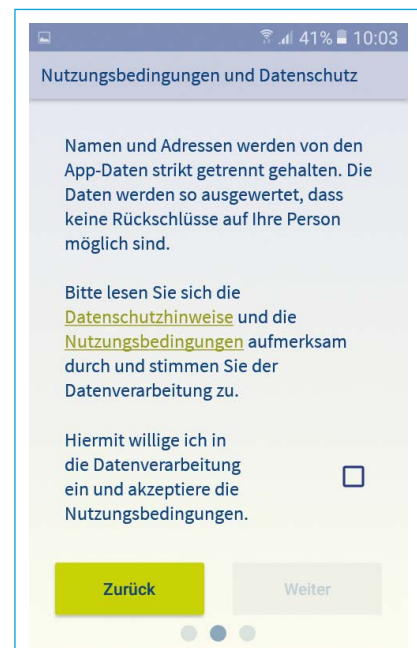 41% 10:03
Nutzungsbedingungen und Datenschutz
Namen und Adressen werden von den
App-Daten strikt getrennt gehalten. Die
Daten werden so ausgewertet, dass
keine Rückschlüsse auf Ihre Person
möglich sind.
Bitte lesen Sie sich die
Datenschutzhinweise und die
Nutzungsbedingungen aufmerksam
durch und stimmen Sie der
Datenverarbeitung zu.
Hiermit willige ich in
die Datenverarbeitung
ein und akzeptiere die
Nutzungsbedingungen.
Zurück Weiter